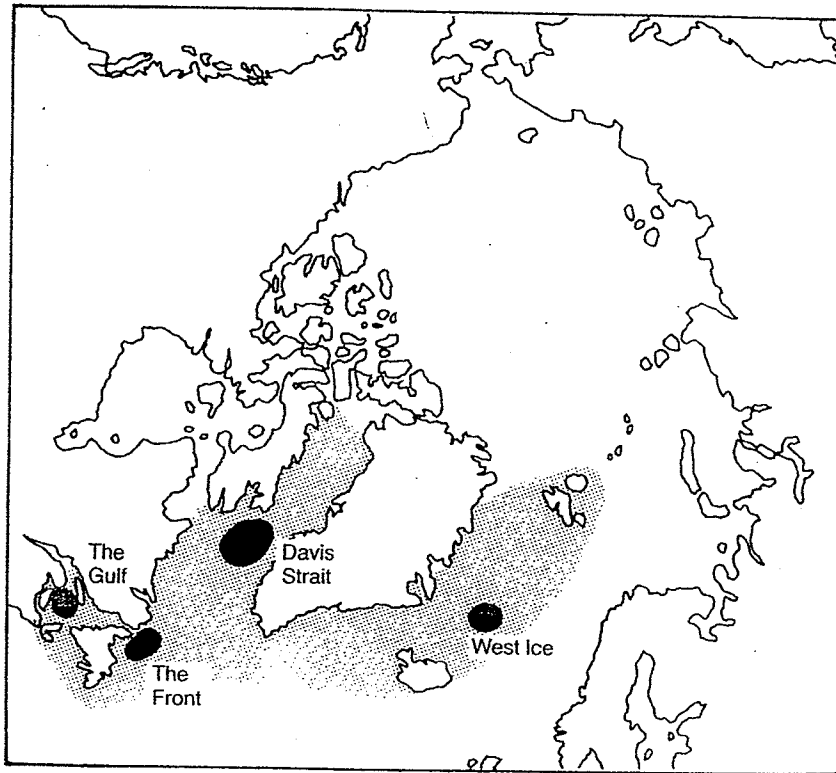 The
Gulf
Davis
Strait
The
Front
West Ice